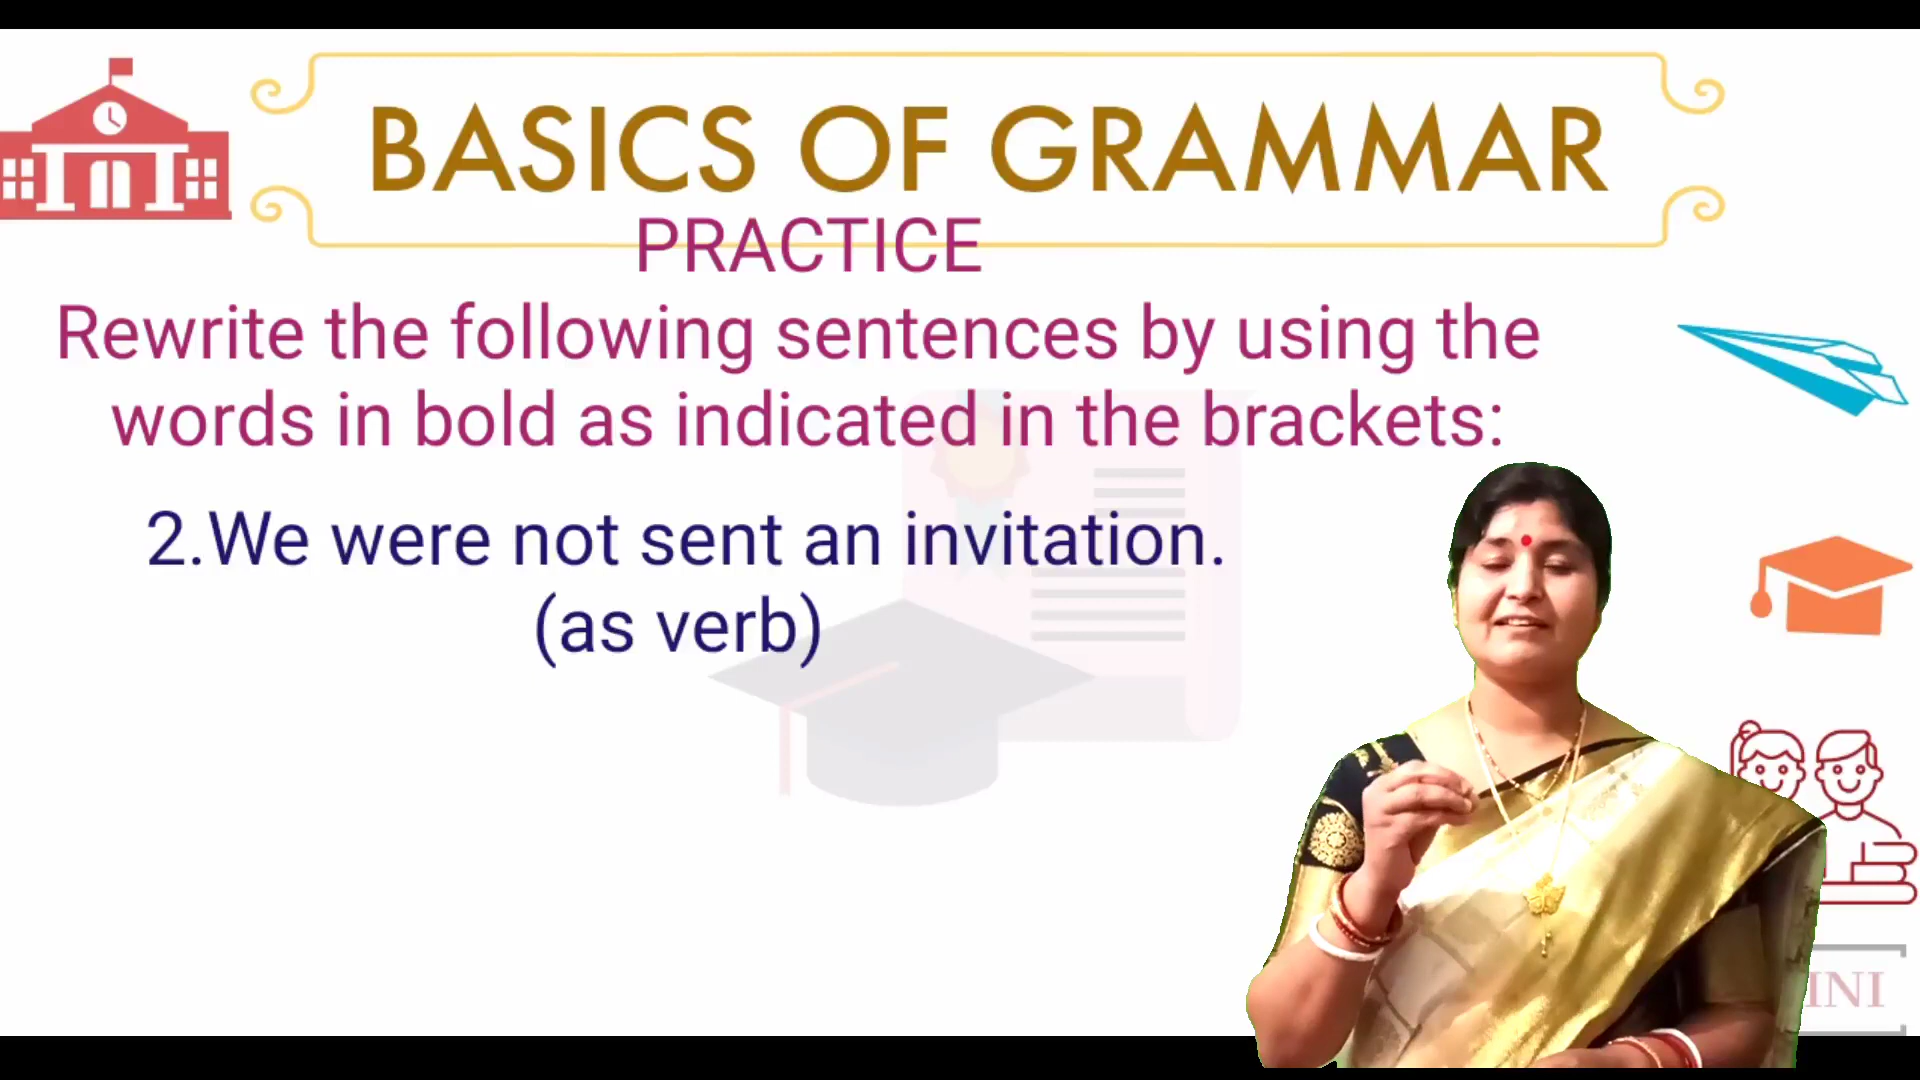 BASICS OF GRAMMAR
PRACTICE
Rewrite the following sentences by using the
words in bold as indicated in the brackets:
2.We were not sent an invitation.
(as verb)
INI